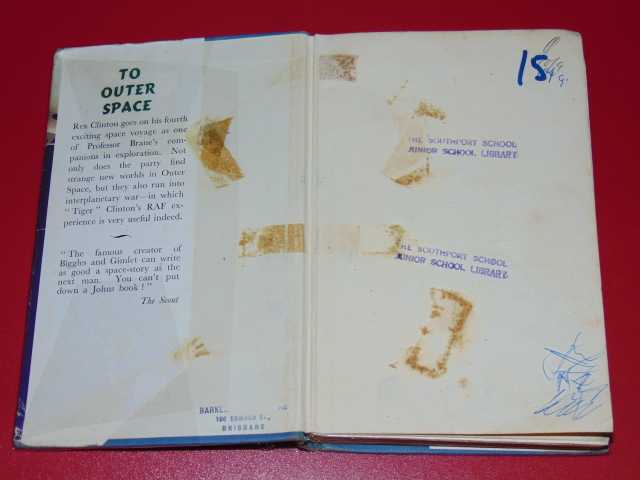 TO
OUTER
SPACE
Rex Clinton goes on his fourth
exciting space voyage as one
of Professor Brane's com-
panions in exploration. Not
only does the party find
strange new worlds in Outer
Space, but they also run into
interplanetary war—in which
"Tiger" Clinton's RAF ex-
perience is very useful indeed.
"The famous creator of
Biggles and Gimlet can write
as good a space-story as the
next man. You can't put
down a Johns book!"
The Scout
BRISBANE
15
THE SOUTHPORT SCHOOL
JUNIOR SCHOOL LIBRARY
THE SOUTHPORT SCHOOL
JUNIOR SCHOOL LIBRARY